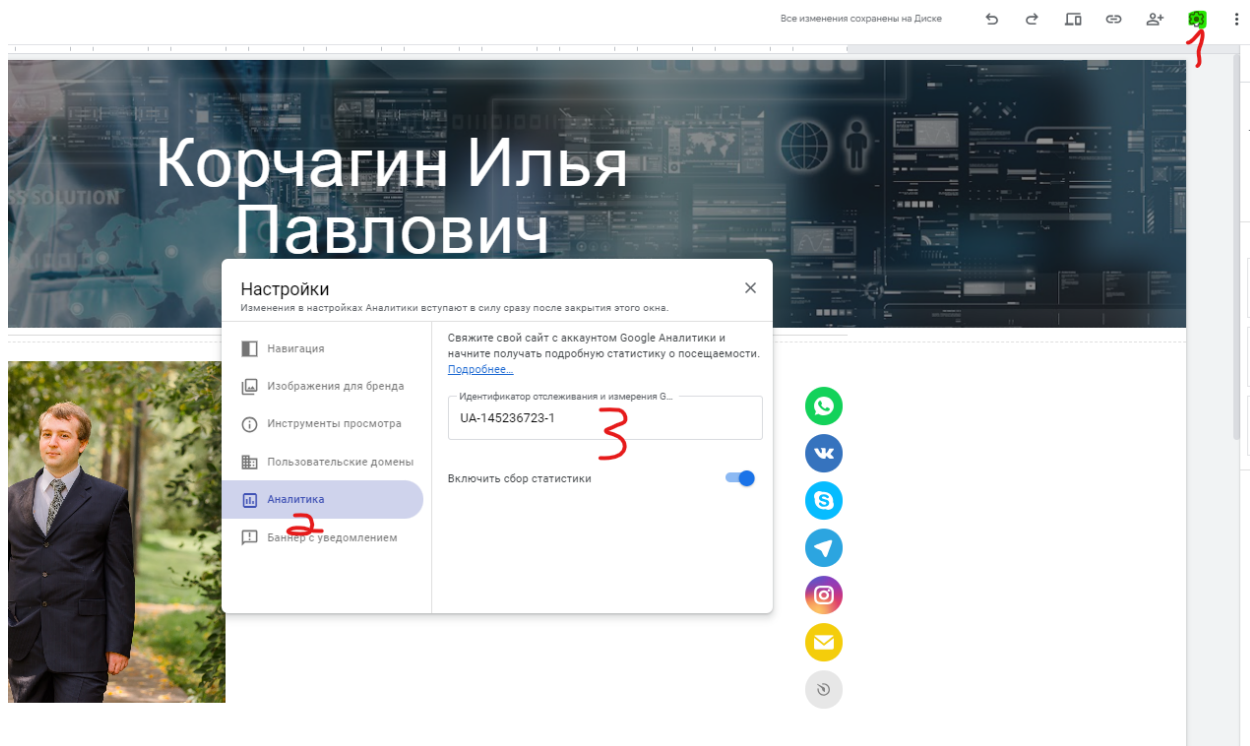 Все изменения сохранены на Диске
1
Корчагин Илья
Павлович
SS SOLUTION
Настройки
Изменения в настройках Аналитики вступают в силу сразу после закрытия этого окна.
Навигация
Изображения для бренда
Инструменты просмотра
Пользовательские домены
Аналитика
2
Баннер с уведомлением
Свяжите свой сайт с аккаунтом Google Аналитики и
начните получать подробную статистику о посещаемости.
Подробнее...
Идентификатор отслеживания и измерения G...
UA-145236723-1
3
Включить сбор статистики